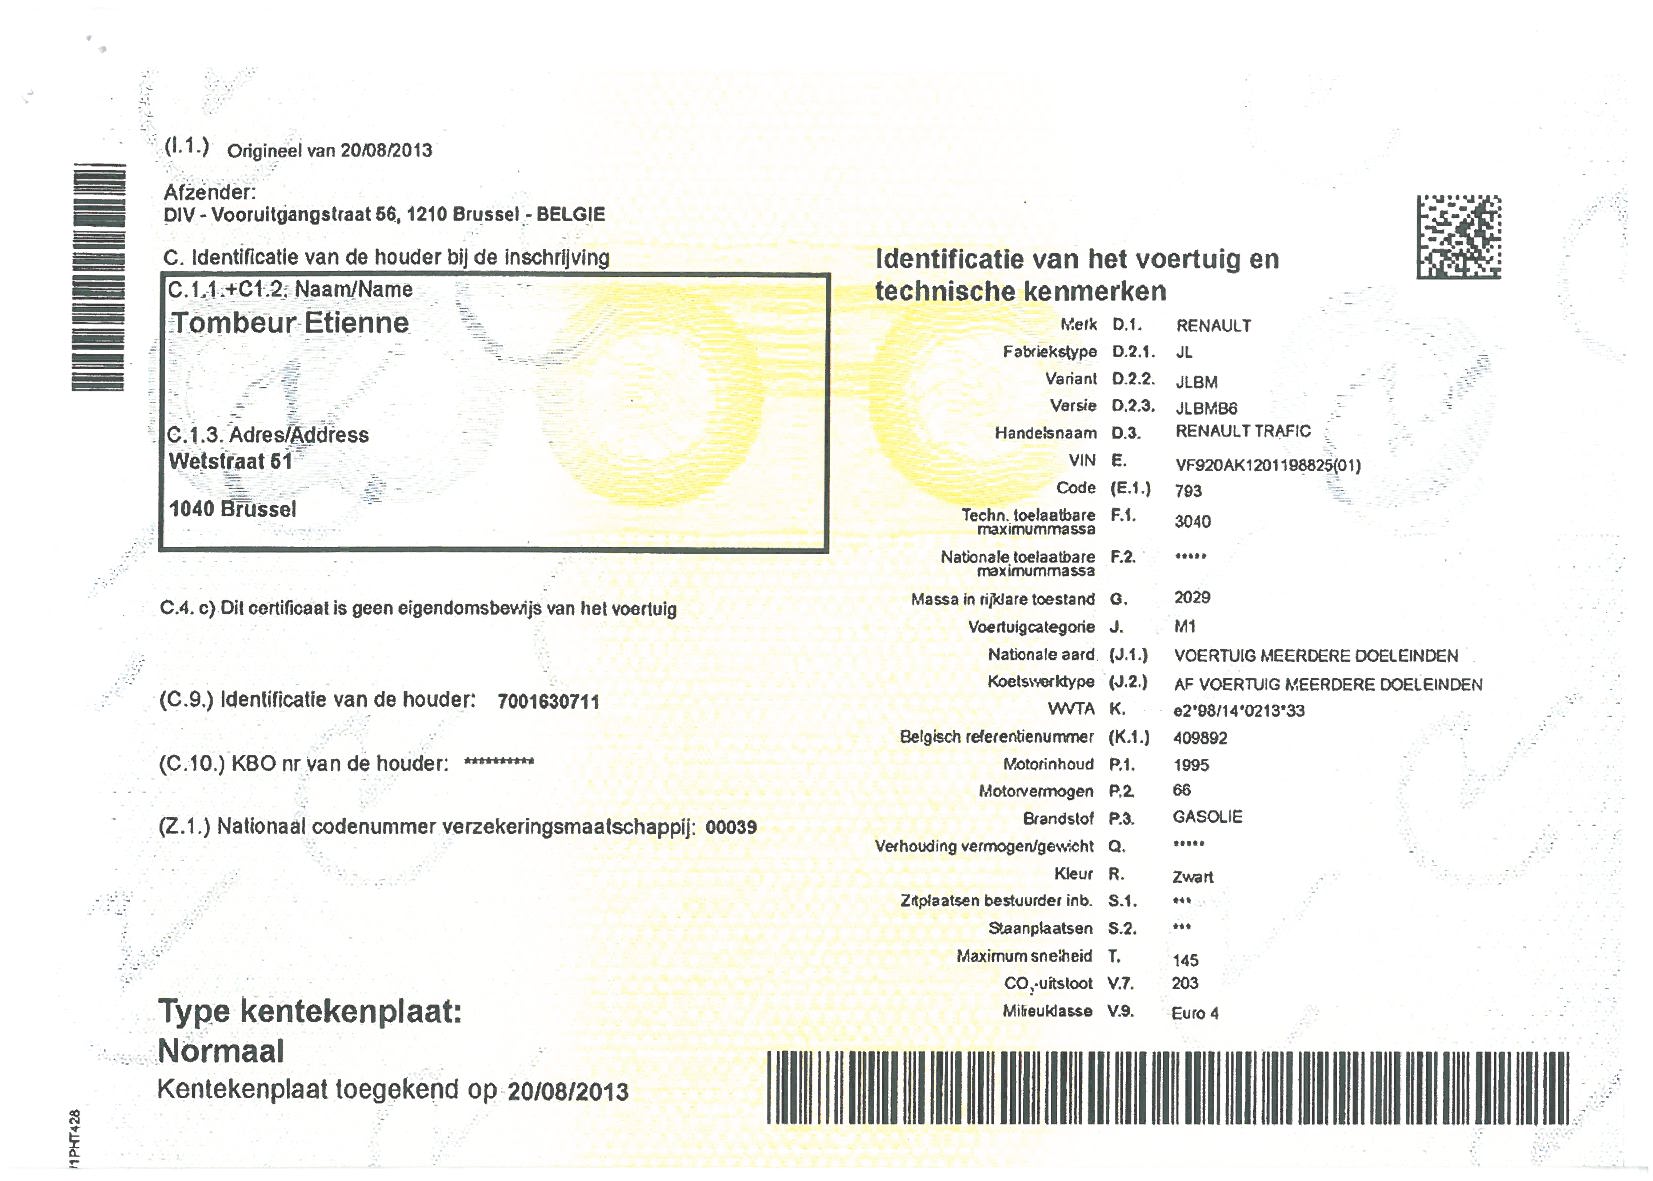 (I.1.) Origineel van 20/08/2013
Afzender:
DIV - Vooruitgangstraat 56, 1210 Brussel - BELGIE
C. Identificatie van de houder bij de inschrijving
C.1.1.+C1.2. Naam/Name
Tombeur Etienne
C.1.3. Adres/Address
Wetstraat 61
1040 Brussel
C.4. c) Dit certificaat is geen eigendomsbewijs van het voertuig
(C.9.) Identificatie van de houder: 7001630711
(C.10.) KBO nr van de houder: **********
(Z.1.) Nationaal codenummer verzekeringsmaatschappij: 00039
Type kentekenplaat:
Normaal
Kentekenplaat toegekend op 20/08/2013
Identificatie van het voertuig en
technische kenmerken
Merk D.1. RENAULT
Fabriekstype D.2.1. JL
Variant D.2.2. JLBM
Versie D.2.3. JLBMB6
Handelsnaam D.3. RENAULT TRAFIC
VIN E. VF920AK1201198825(01)
Code (E.1.) 793
Techn. toelaatbare F.1. 3040
maximummassa
Nationale toelaatbare F.2. *****
maximummassa
Massa in rijklare toestand G. 2029
Voertuigcategorie J. M1
Nationale aard (J.1.) VOERTUIG MEERDERE DOELEINDEN
Koetswerktype (J.2.) AF VOERTUIG MEERDERE DOELEINDEN
WVTA K. e2*98/14*0213*33
Belgisch referentienummer (K.1.) 409892
Motorinhoud P.1. 1995
Motorvermogen P.2. 66
Brandstof P.3. GASOLIE
Verhouding vermogen/gewicht Q. *****
Kleur R. Zwart
Zitplaatsen bestuurder inb. S.1. ***
Staanplaatsen S.2. ***
Maximum snelheid T. 145
CO₂-uitstoot V.7. 203
Milieuklasse V.9. Euro 4
1PHT428